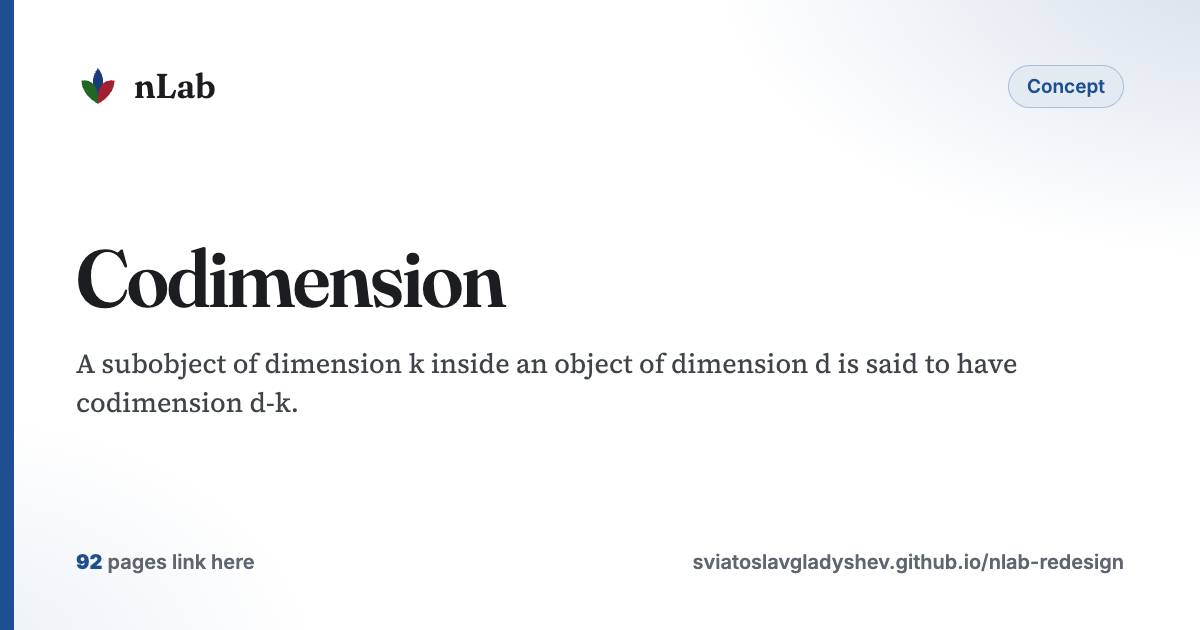 nLab
Concept
Codimension
A subobject of dimension k inside an object of dimension d is said to have
codimension d-k.
92 pages link here
sviatoslavgladyshev.github.io/nlab-redesign